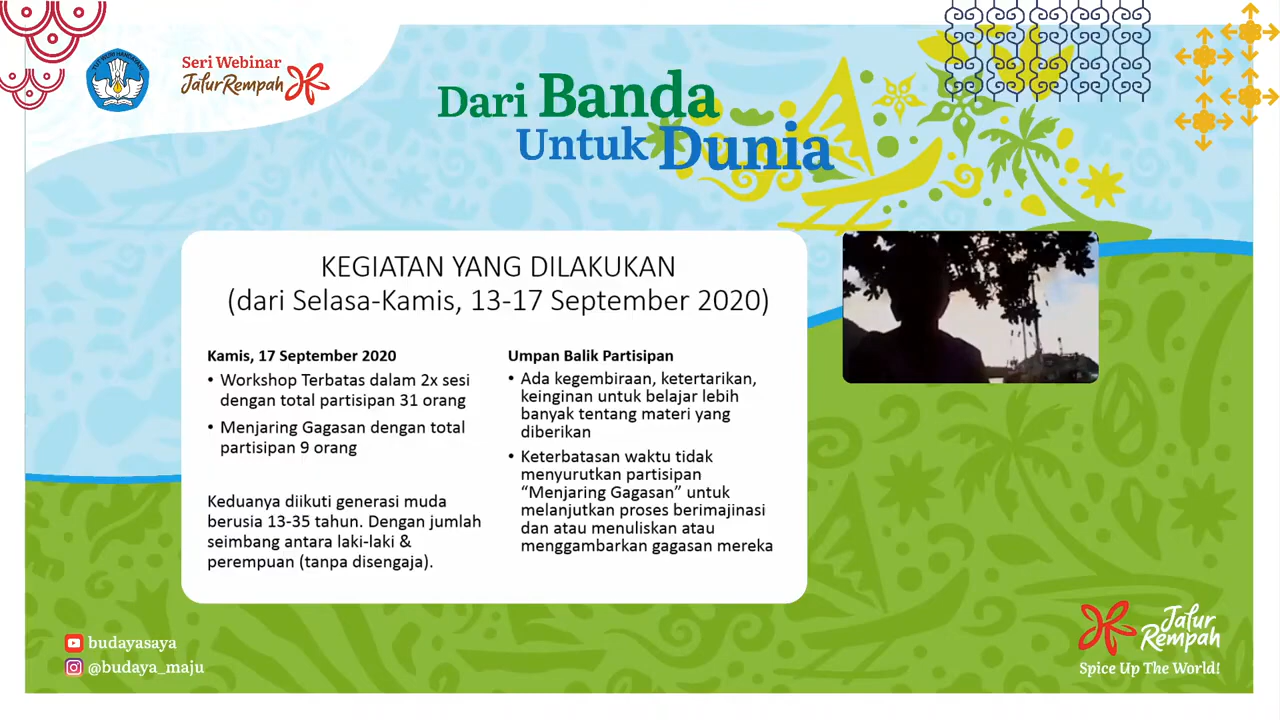 TUT WURI HANDAYANI
Seri Webinar
Jalur Rempah
Dari Banda
Untuk Dunia
KEGIATAN YANG DILAKUKAN
(dari Selasa-Kamis, 13-17 September 2020)
Kamis, 17 September 2020
• Workshop Terbatas dalam 2x sesi
dengan total partisipan 31 orang
• Menjaring Gagasan dengan total
partisipan 9 orang
Keduanya diikuti generasi muda
berusia 13-35 tahun. Dengan jumlah
seimbang antara laki-laki &
perempuan (tanpa disengaja).
Umpan Balik Partisipan
• Ada kegembiraan, ketertarikan,
keinginan untuk belajar lebih
banyak tentang materi yang
diberikan
• Keterbatasan waktu tidak
menyurutkan partisipan
“Menjaring Gagasan” untuk
melanjutkan proses berimajinasi
dan atau menuliskan atau
menggambarkan gagasan mereka
budayasaya
@budaya_maju
Jalur
Rempah
Spice Up The World!